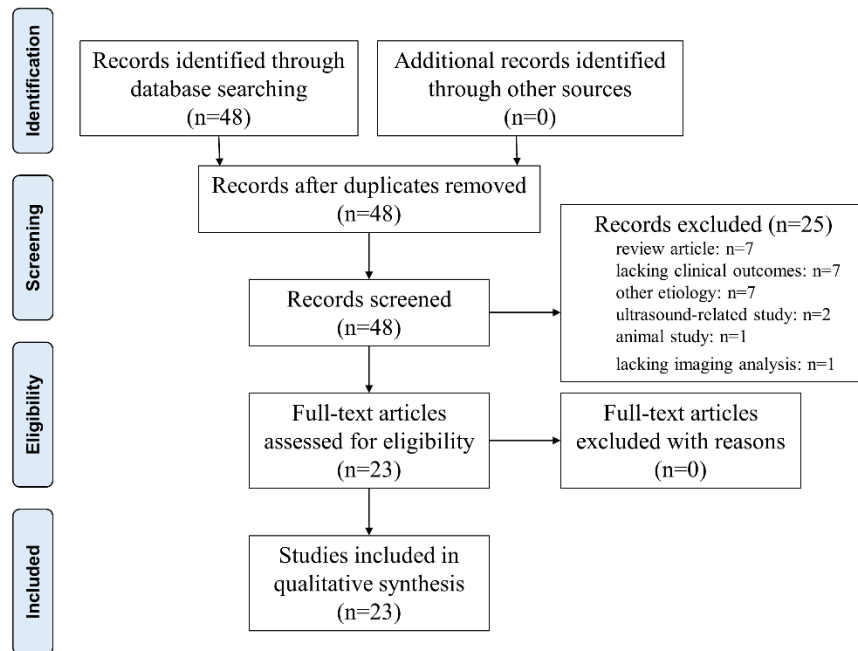 Identification
Records identified through
database searching
(n=48)
Additional records identified
through other sources
(n=0)
Screening
Records after duplicates removed
(n=48)
Records screened
(n=48)
Records excluded (n=25)
review article: n=7
lacking clinical outcomes: n=7
other etiology: n=7
ultrasound-related study: n=2
animal study: n=1
lacking imaging analysis: n=1
Eligibility
Full-text articles
assessed for eligibility
(n=23)
Full-text articles
excluded with reasons
(n=0)
Included
Studies included in
qualitative synthesis
(n=23)